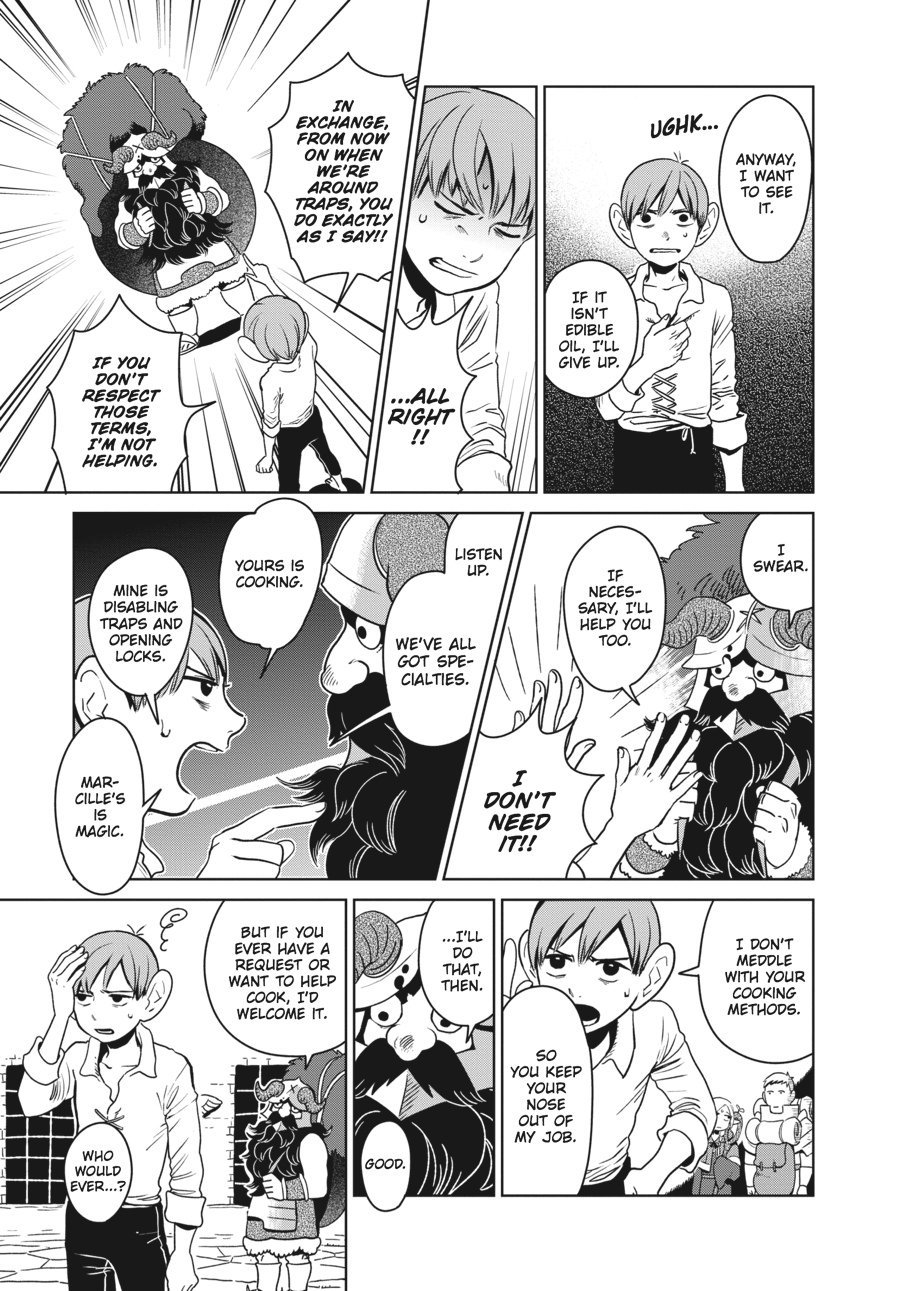 ANYWAY,
I WANT
TO SEE
IT.
UGHK...
IF IT
ISN'T
EDIBLE
OIL, I'LL
GIVE UP.
...ALL
RIGHT
!!
IN
EXCHANGE,
FROM NOW
ON WHEN
WE'RE
AROUND
TRAPS, YOU
DO EXACTLY
AS I SAY!!
IF YOU
DON'T
RESPECT
THOSE
TERMS,
I'M NOT
HELPING.
I
SWEAR.
IF
NECES-
SARY, I'LL
HELP YOU
TOO.
I
DON'T
NEED
IT!!
LISTEN
UP.
WE'VE ALL
GOT SPE-
CIALTIES.
YOURS IS
COOKING.
MINE IS
DISABLING
TRAPS AND
OPENING
LOCKS.
MAR-
CILLE'S
IS
MAGIC.
I DON'T
MEDDLE
WITH YOUR
COOKING
METHODS.
SO
YOU KEEP
YOUR
NOSE
OUT OF
MY JOB.
...I'LL
DO
THAT,
THEN.
GOOD.
BUT IF YOU
EVER HAVE A
REQUEST OR
WANT TO HELP
COOK, I'D
WELCOME IT.
WHO
WOULD
EVER...?